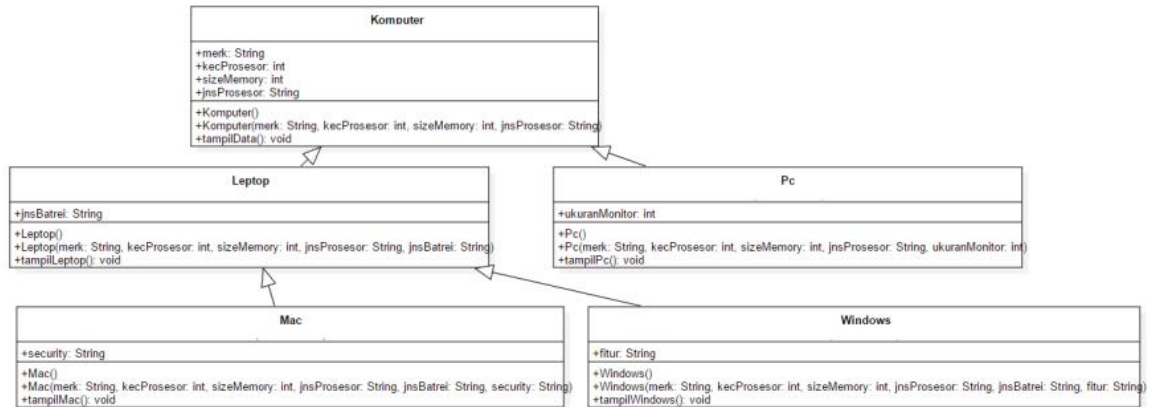 Komputer
+merk: String
+kecProsesor: int
+sizeMemory: int
+jnsProsesor: String
+Komputer()
+Komputer(merk: String, kecProsesor: int, sizeMemory: int, jnsProsesor: String)
+tampilData(): void
Leptop
+jnsBatrei: String
+Leptop()
+Leptop(merk: String, kecProsesor: int, sizeMemory: int, jnsProsesor: String, jnsBatrei: String)
+tampilLeptop(): void
Pc
+ukuranMonitor: int
+Pc()
+Pc(merk: String, kecProsesor: int, sizeMemory: int, jnsProsesor: String, ukuranMonitor: int)
+tampilPc(): void
Mac
+security: String
+Mac()
+Mac(merk: String, kecProsesor: int, sizeMemory: int, jnsProsesor: String, jnsBatrei: String, security: String)
+tampilMac(): void
Windows
+fitur: String
+Windows()
+Windows(merk: String, kecProsesor: int, sizeMemory: int, jnsProsesor: String, jnsBatrei: String, fitur: String)
+tampilWindows(): void